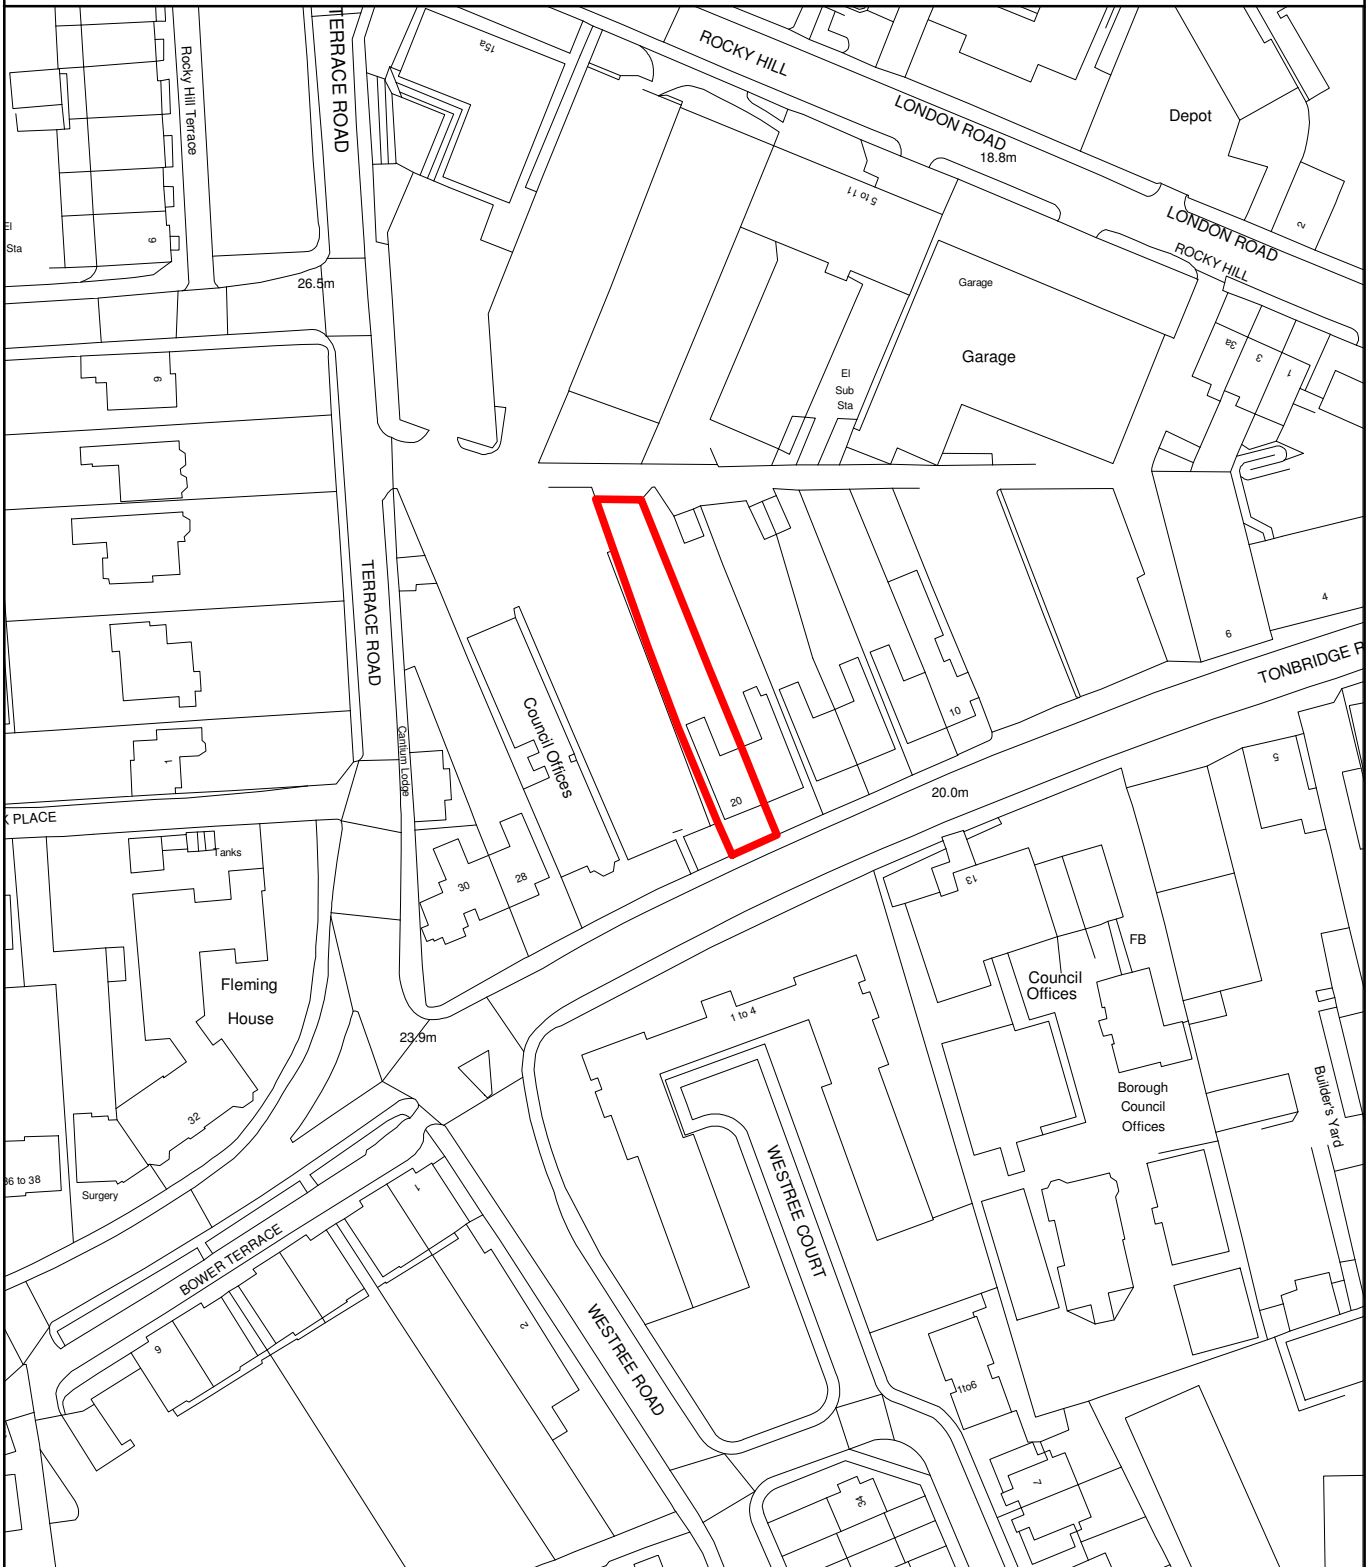 TERRACE ROAD
15a
ROCKY HILL
Rocky Hill Terrace
LONDON ROAD
18.8m
Depot
5 to 11
2
LONDON ROAD
ROCKY HILL
El
Sta
9
26.5m
Garage
Garage
3a
3
1
El
Sub
Sta
9
TERRACE ROAD
4
6
TONBRIDGE R
Council Offices
10
Cantium Lodge
1
20
20.0m
5
K PLACE
Tanks
30
28
13
FB
Council
Offices
Fleming
House
1 to 4
23.9m
Borough
Council
Offices
Builder's Yard
32
36 to 38
Surgery
1
WESTREE COURT
BOWER TERRACE
2
9
WESTREE ROAD
1to6
7
34